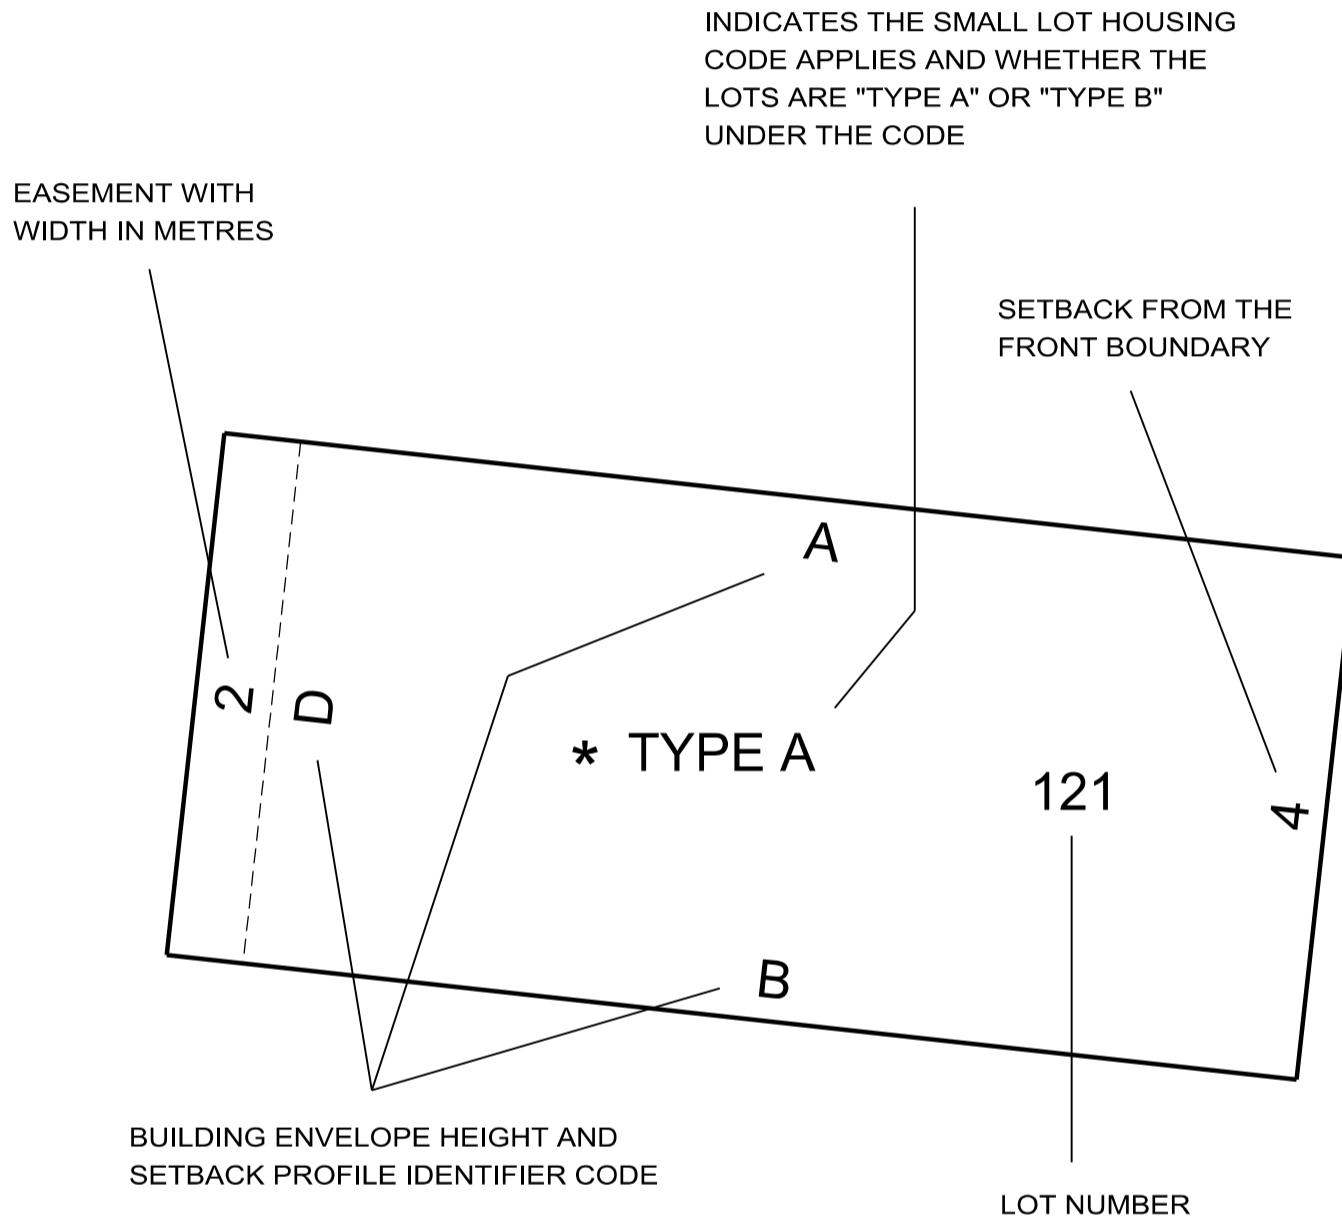 INDICATES THE SMALL LOT HOUSING
CODE APPLIES AND WHETHER THE
LOTS ARE "TYPE A" OR "TYPE B"
UNDER THE CODE
EASEMENT WITH
WIDTH IN METRES
SETBACK FROM THE
FRONT BOUNDARY
A
2
D
* TYPE A
121
4
B
BUILDING ENVELOPE HEIGHT AND
SETBACK PROFILE IDENTIFIER CODE
LOT NUMBER